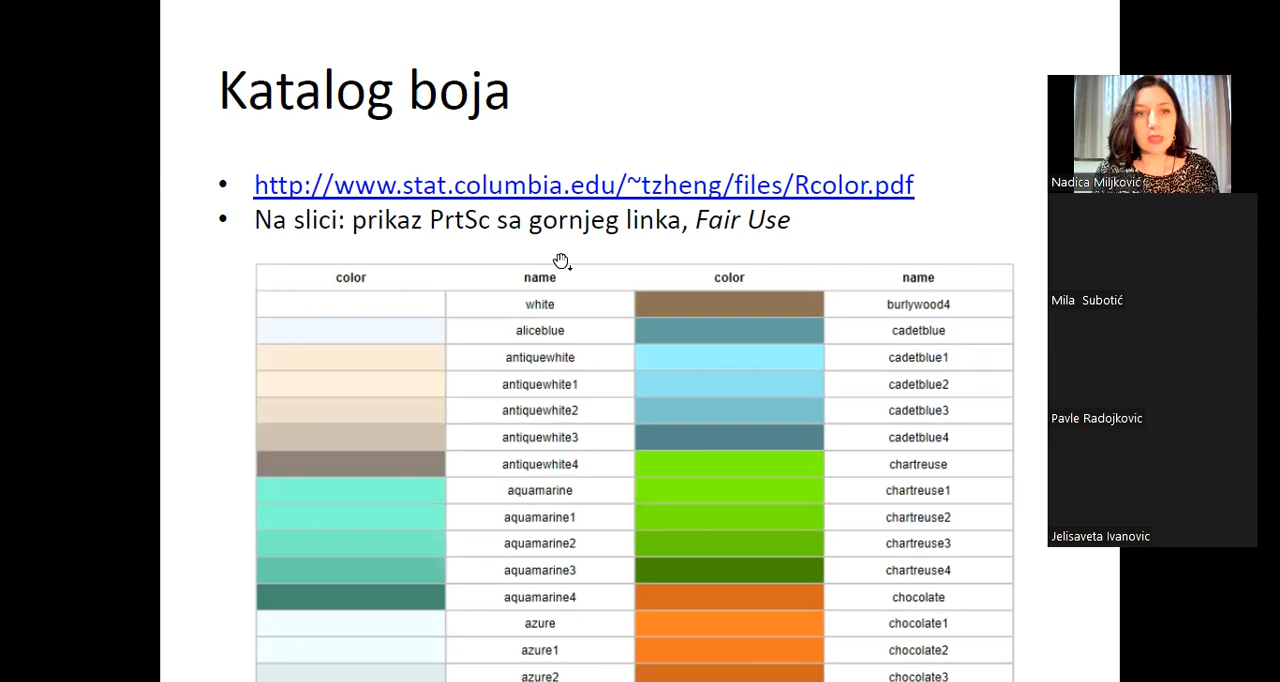 Katalog boja
• http://www.stat.columbia.edu/~tzheng/files/Rcolor.pdf
• Na slici: prikaz PrtSc sa gornjeg linka, Fair Use
color name color name
white burlywood4
aliceblue cadetblue
antiquewhite cadetblue1
antiquewhite1 cadetblue2
antiquewhite2 cadetblue3
antiquewhite3 cadetblue4
antiquewhite4 chartreuse
aquamarine chartreuse1
aquamarine1 chartreuse2
aquamarine2 chartreuse3
aquamarine3 chartreuse4
aquamarine4 chocolate
azure chocolate1
azure1 chocolate2
azure2 chocolate3
Nadica Miljković
Mila Subotić
Pavle Radojkovic
Jelisaveta Ivanovic